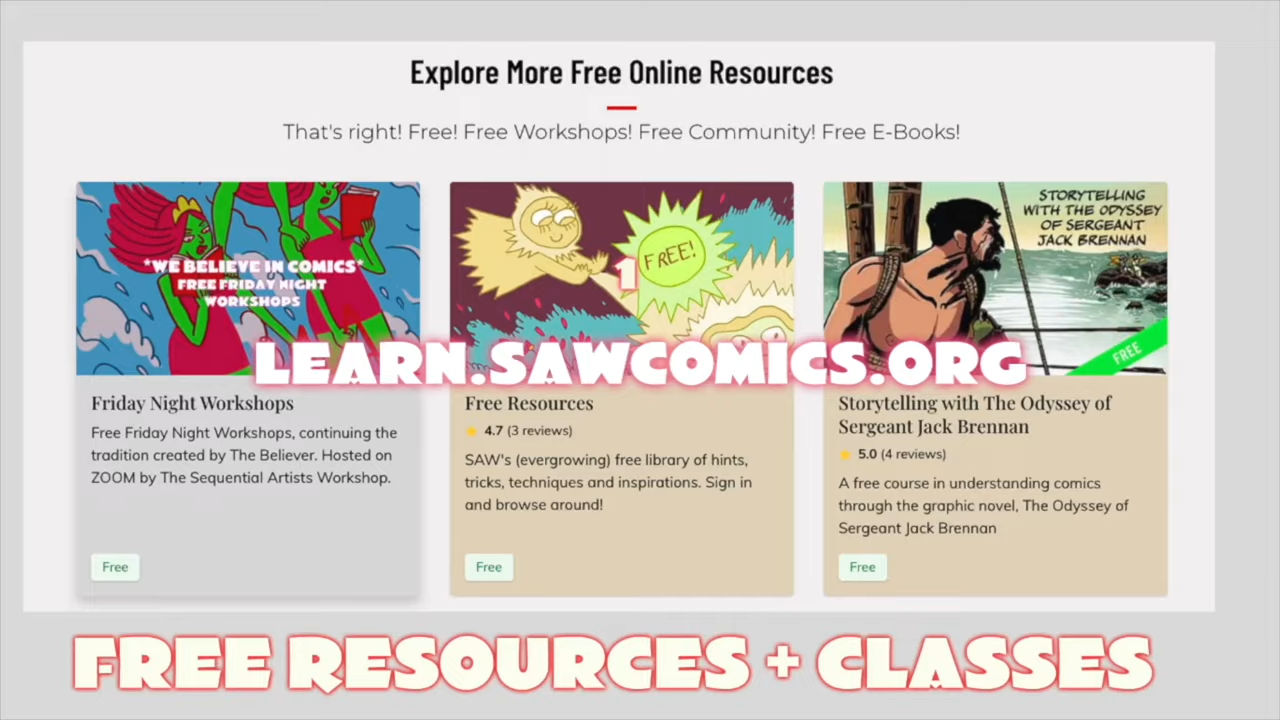 Explore More Free Online Resources
That's right! Free! Free Workshops! Free Community! Free E-Books!
*WE BELIEVE IN COMICS*
FREE FRIDAY NIGHT
WORKSHOPS
FREE!
1
STORYTELLING
WITH THE ODYSSEY
OF SERGEANT
JACK BRENNAN
FREE
LEARN.SAWCOMICS.ORG
Friday Night Workshops
Free Friday Night Workshops, continuing the
tradition created by The Believer. Hosted on
ZOOM by The Sequential Artists Workshop.
Free
Free Resources
4.7 (3 reviews)
SAW's (evergrowing) free library of hints,
tricks, techniques and inspirations. Sign in
and browse around!
Free
Storytelling with The Odyssey of
Sergeant Jack Brennan
5.0 (4 reviews)
A free course in understanding comics
through the graphic novel, The Odyssey of
Sergeant Jack Brennan
Free
FREE RESOURCES + CLASSES